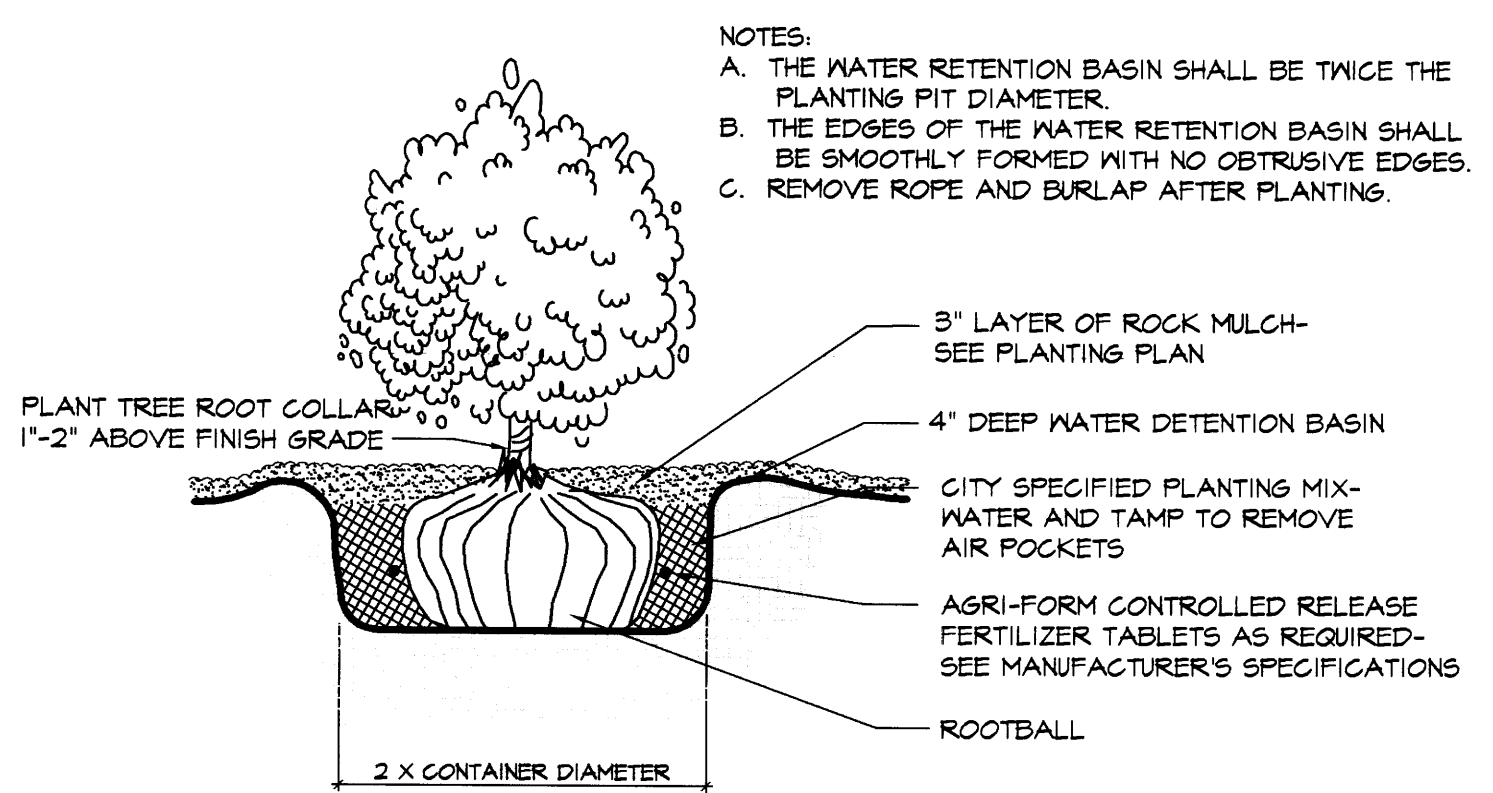 NOTES:
A. THE WATER RETENTION BASIN SHALL BE TWICE THE
PLANTING PIT DIAMETER.
B. THE EDGES OF THE WATER RETENTION BASIN SHALL
BE SMOOTHLY FORMED WITH NO OBTRUSIVE EDGES.
C. REMOVE ROPE AND BURLAP AFTER PLANTING.
3" LAYER OF ROCK MULCH-
SEE PLANTING PLAN
PLANT TREE ROOT COLLAR
1"-2" ABOVE FINISH GRADE
4" DEEP WATER DETENTION BASIN
CITY SPECIFIED PLANTING MIX-
WATER AND TAMP TO REMOVE
AIR POCKETS
AGRI-FORM CONTROLLED RELEASE
FERTILIZER TABLETS AS REQUIRED-
SEE MANUFACTURER'S SPECIFICATIONS
ROOTBALL
2 X CONTAINER DIAMETER